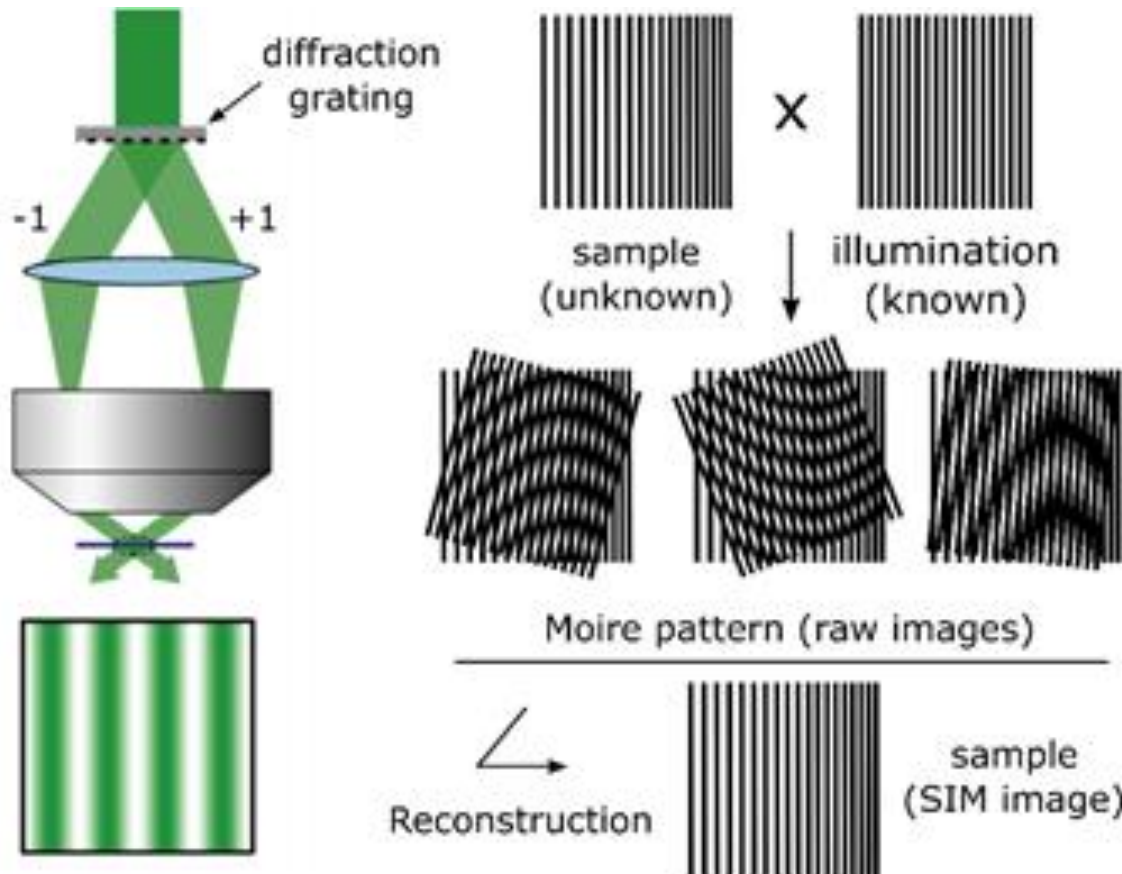 diffraction
grating
-1
+1
X
sample
(unknown)
illumination
(known)
Moire pattern (raw images)
Reconstruction
sample
(SIM image)